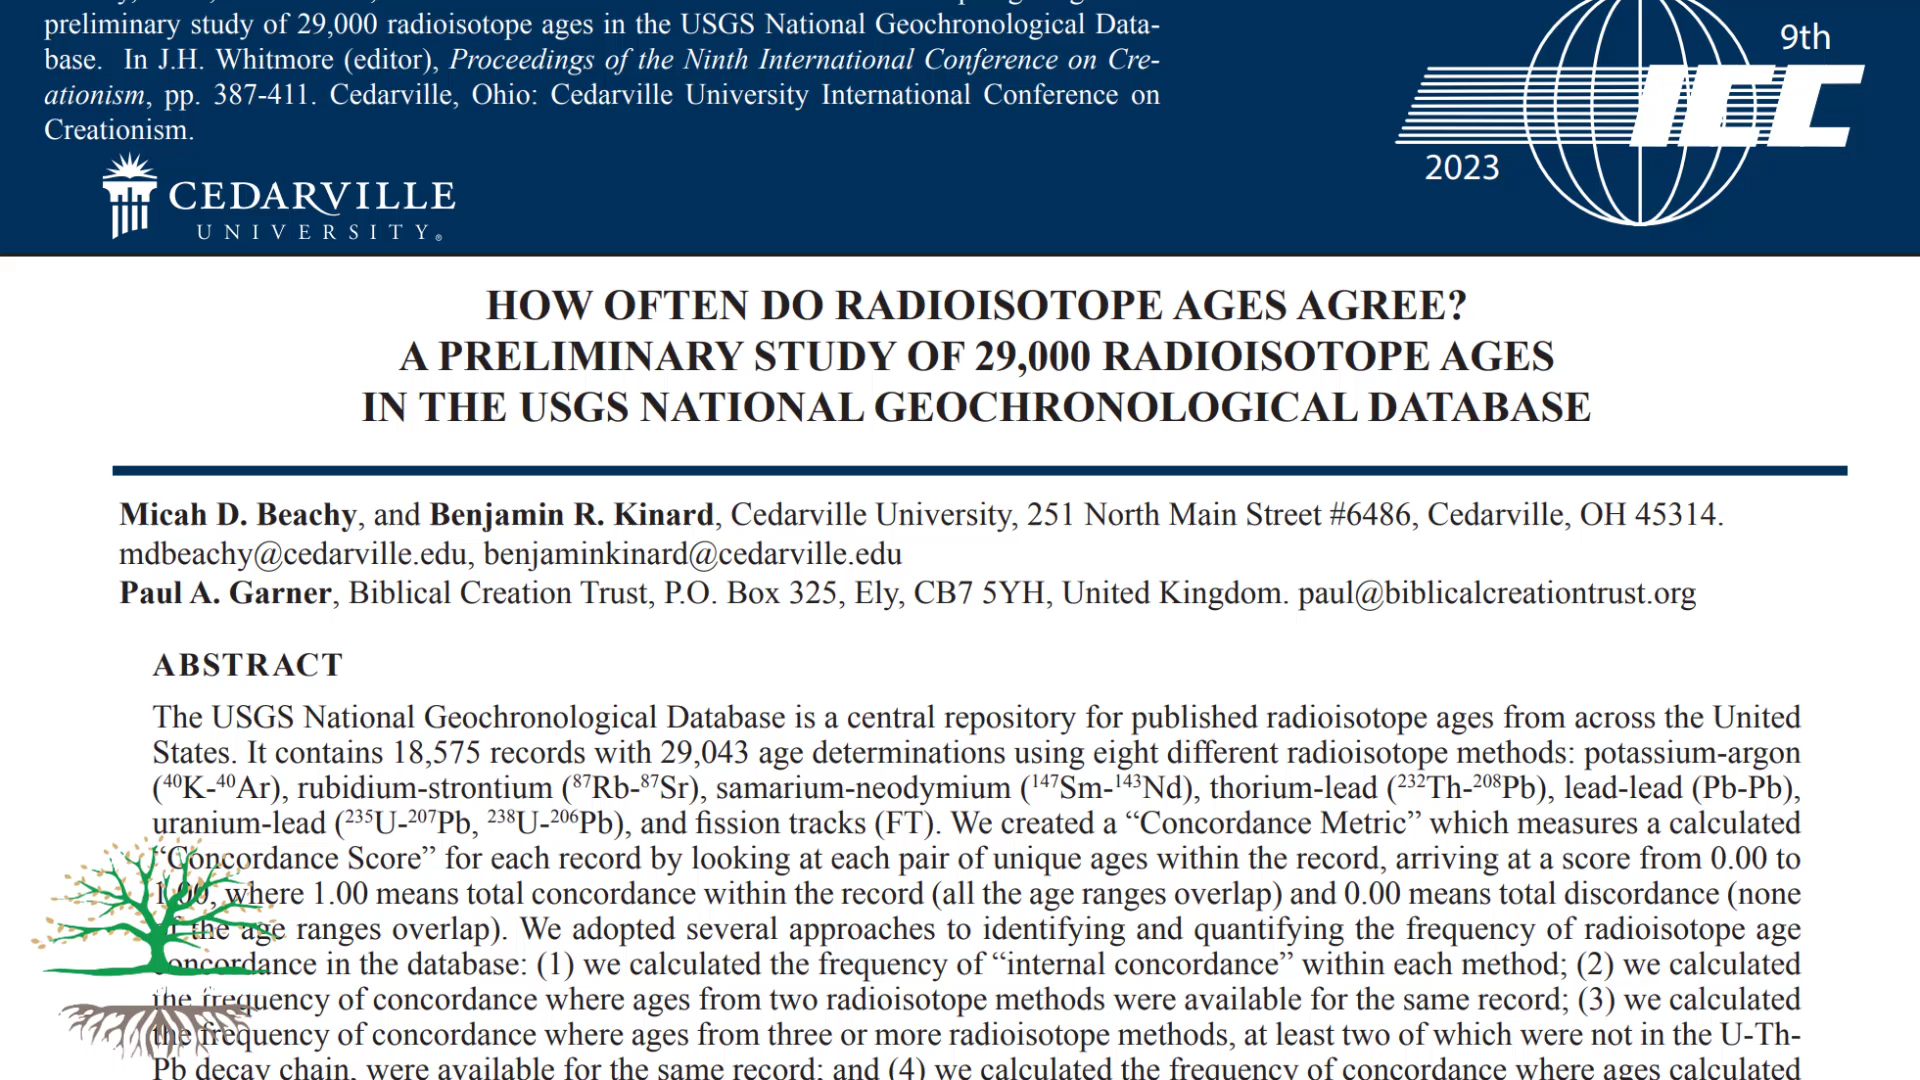 preliminary study of 29,000 radioisotope ages in the USGS National Geochronological Data-
base. In J.H. Whitmore (editor), Proceedings of the Ninth International Conference on Cre-
ationism, pp. 387-411. Cedarville, Ohio: Cedarville University International Conference on
Creationism.
9th
ICC
2023
CEDARVILLE
UNIVERSITY®
HOW OFTEN DO RADIOISOTOPE AGES AGREE?
A PRELIMINARY STUDY OF 29,000 RADIOISOTOPE AGES
IN THE USGS NATIONAL GEOCHRONOLOGICAL DATABASE
Micah D. Beachy, and Benjamin R. Kinard, Cedarville University, 251 North Main Street #6486, Cedarville, OH 45314.
mdbeachy@cedarville.edu, benjaminkinard@cedarville.edu
Paul A. Garner, Biblical Creation Trust, P.O. Box 325, Ely, CB7 5YH, United Kingdom. paul@biblicalcreationtrust.org
ABSTRACT
The USGS National Geochronological Database is a central repository for published radioisotope ages from across the United
States. It contains 18,575 records with 29,043 age determinations using eight different radioisotope methods: potassium-argon
(⁴⁰K-⁴⁰Ar), rubidium-strontium (⁸⁷Rb-⁸⁷Sr), samarium-neodymium (¹⁴⁷Sm-¹⁴³Nd), thorium-lead (²³²Th-²⁰⁸Pb), lead-lead (Pb-Pb),
uranium-lead (²³⁵U-²⁰⁷Pb, ²³⁸U-²⁰⁶Pb), and fission tracks (FT). We created a “Concordance Metric” which measures a calculated
“Concordance Score” for each record by looking at each pair of unique ages within the record, arriving at a score from 0.00 to
1.00, where 1.00 means total concordance within the record (all the age ranges overlap) and 0.00 means total discordance (none
of the age ranges overlap). We adopted several approaches to identifying and quantifying the frequency of radioisotope age
concordance in the database: (1) we calculated the frequency of “internal concordance” within each method; (2) we calculated
the frequency of concordance where ages from two radioisotope methods were available for the same record; (3) we calculated
the frequency of concordance where ages from three or more radioisotope methods, at least two of which were not in the U-Th-
Pb decay chain, were available for the same record; and (4) we calculated the frequency of concordance where ages calculated